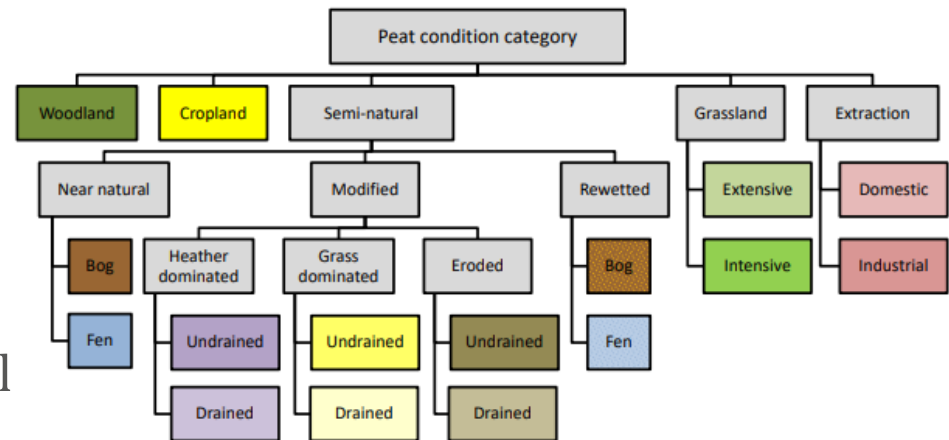 Peat condition category
Woodland
Cropland
Semi-natural
Grassland
Extraction
Near natural
Modified
Rewetted
Extensive
Domestic
Bog
Heather
dominated
Grass
dominated
Eroded
Bog
Intensive
Industrial
Fen
Undrained
Undrained
Undrained
Fen
l
Drained
Drained
Drained